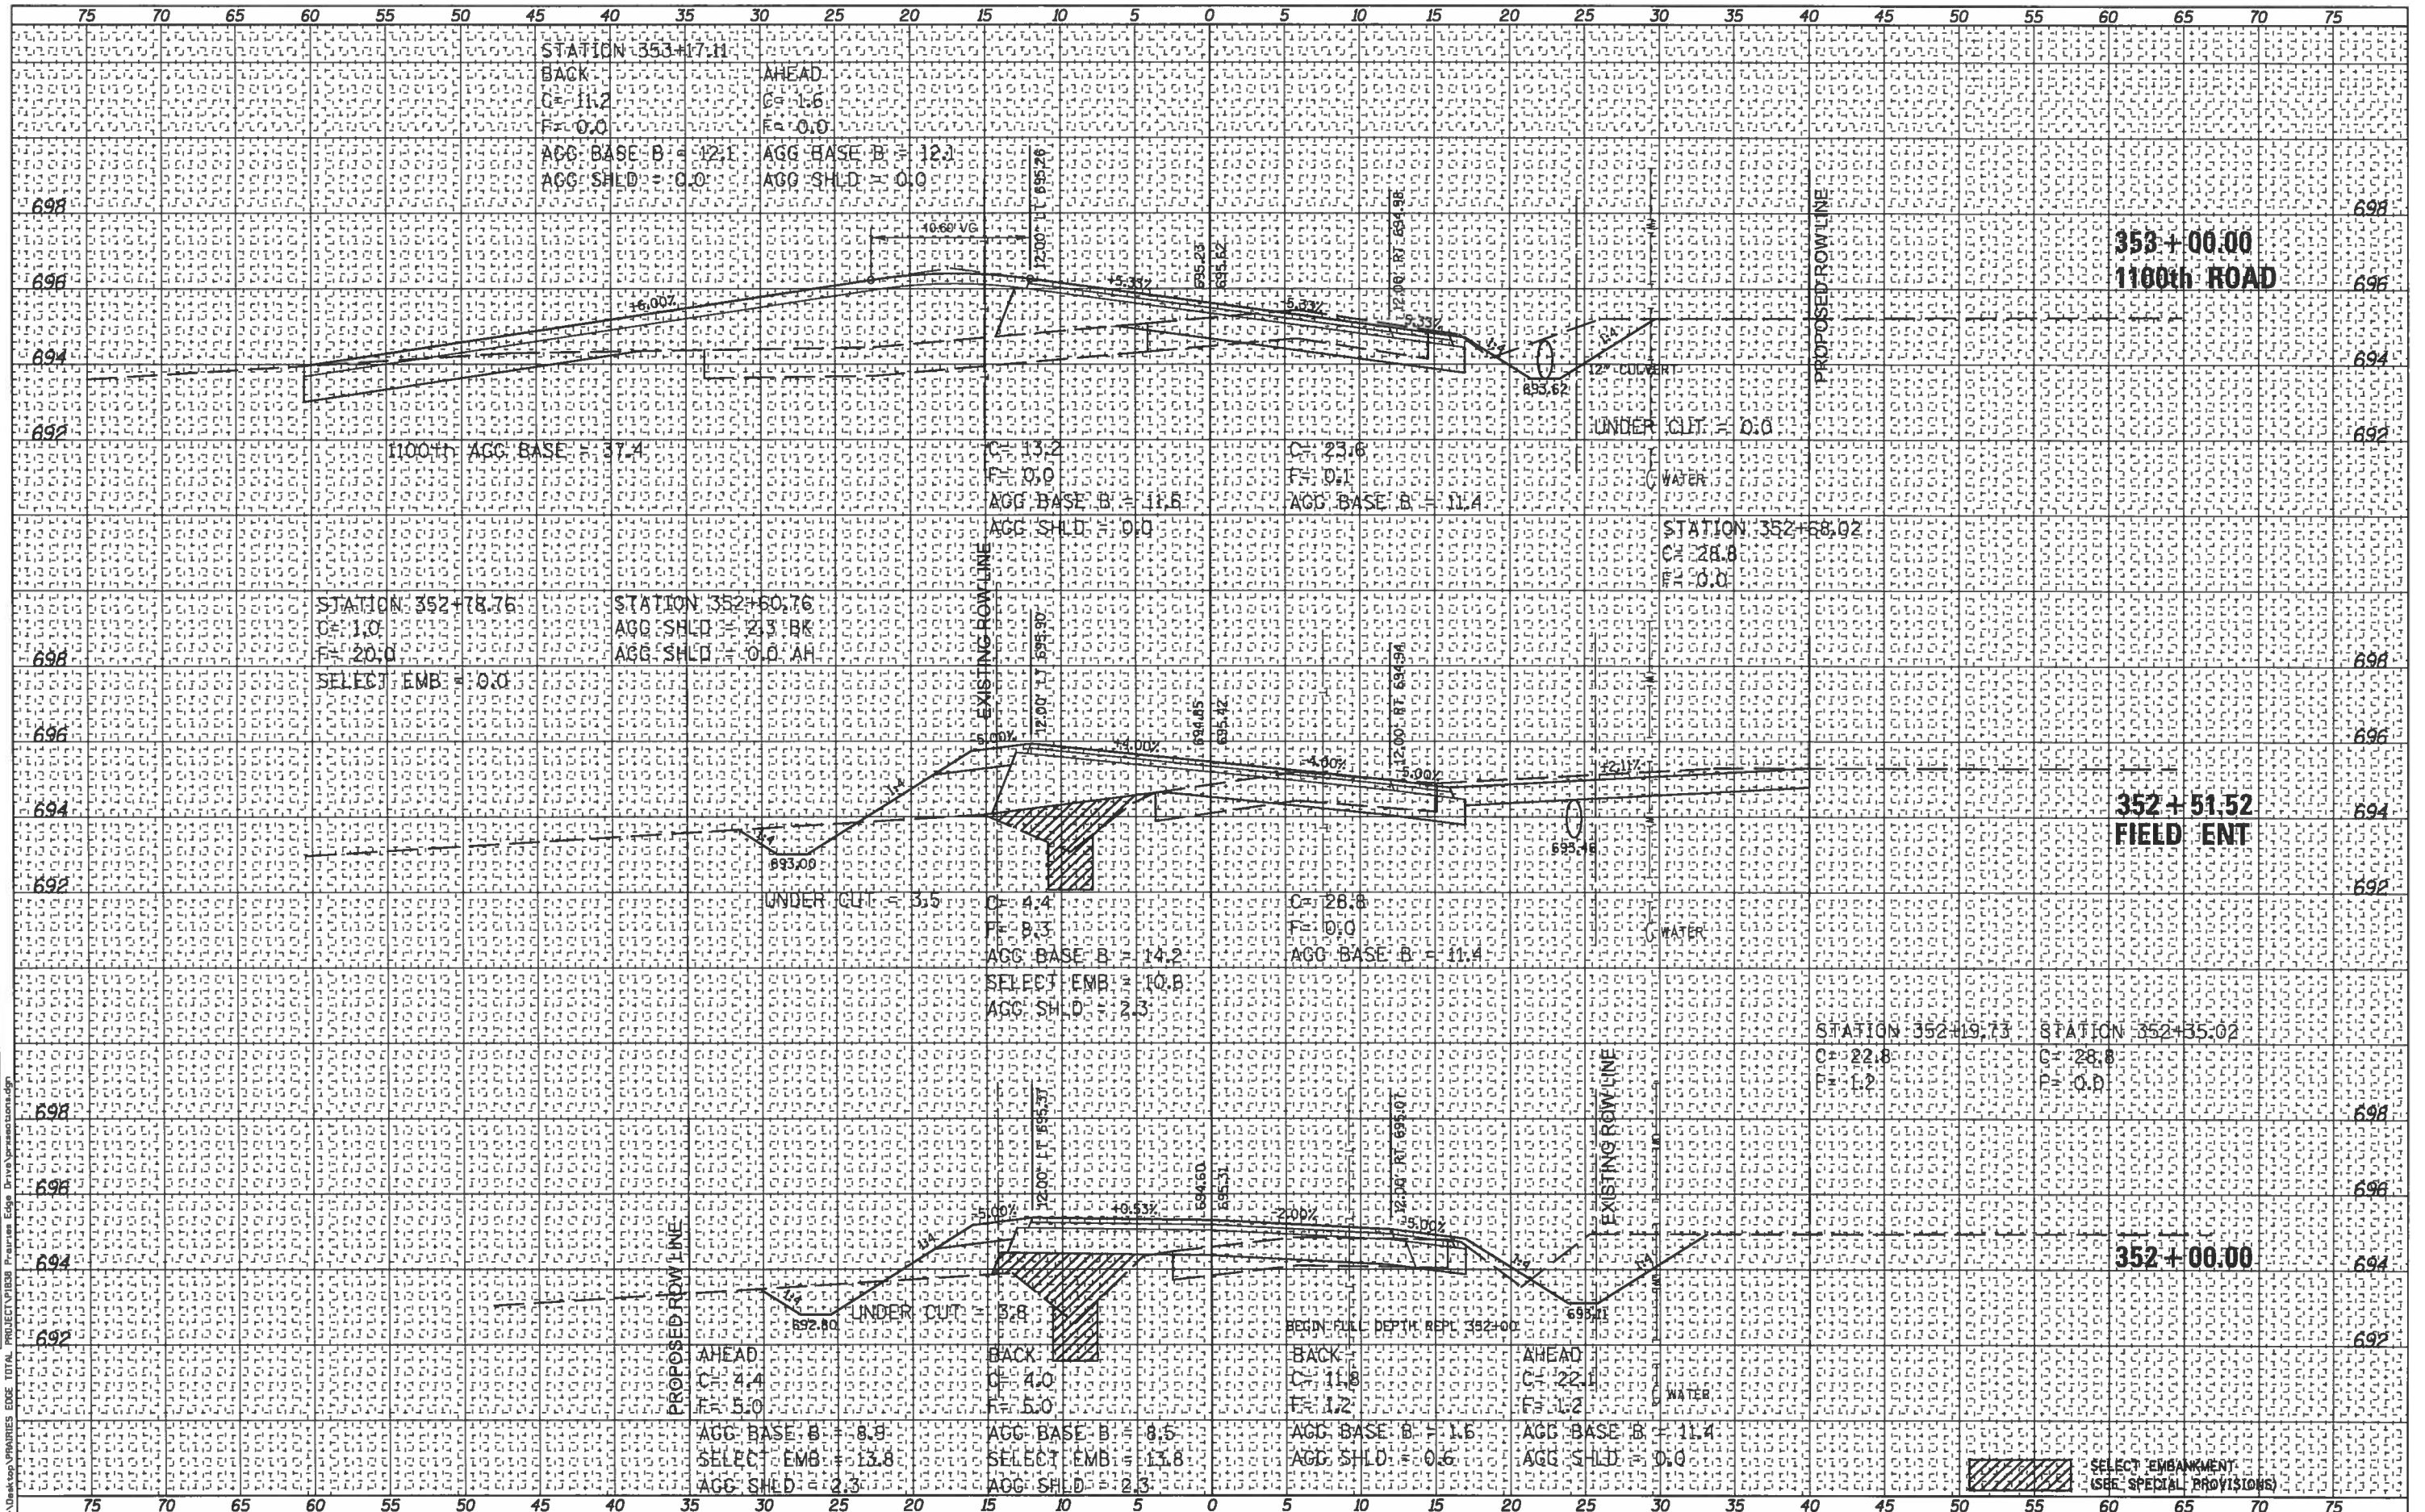 75 70 65 60 55 50 45 40 35 30 25 20 15 10 5 0 5 10 15 20 25 30 35 40 45 50 55 60 65 70 75
STATION 353+17.11
BACK AHEAD
C= 11.2 C= 1.6
F= 0.0 F= 0.0
AGG BASE B = 12.1 AGG BASE B = 12.1
AGG SHLD = 0.0 AGG SHLD = 0.0
698 698
696 696
694 694
692 692
10.60' VC
12.00' LT 695.26
695.23
695.62
12.00' RT 694.98
PROPOSED ROW LINE
353+00.00
1100th ROAD
+6.00% +5.33% -5.33% -5.33% 1:4 1:4
12" CULVERT
693.62
1100th AGG BASE = 37.4
C= 13.2
F= 0.0
AGG BASE B = 11.6
AGG SHLD = 0.0
C= 23.6
F= 0.1
AGG BASE B = 11.4
UNDER CUT = 0.0
WATER
STATION 352+68.02
C= 28.8
F= 0.0
STATION 352+78.76
C= 1.0
F= 20.0
SELECT EMB = 0.0
STATION 352+60.76
AGG SHLD = 2.3 BK
AGG SHLD = 0.0 AH
EXISTING ROW LINE
698 698
696 696
694
692 692
12.00' LT 695.90
694.85
695.42
12.00' RT 694.94
1:4 1:4 -5.00% +4.00% -4.00% -5.00% +2.11%
693.00
693.48
352+51.52
FIELD ENT
UNDER CUT = 3.5
C= 4.4
F= 8.3
AGG BASE B = 14.2
SELECT EMB = 10.8
AGG SHLD = 2.3
C= 28.8
F= 0.0
AGG BASE B = 11.4
WATER
STATION 352+19.73
C= 22.8
F= 1.2
STATION 352+35.02
C= 28.8
F= 0.0
698 698
696 696
694 694
692 692
PROPOSED ROW LINE
EXISTING ROW LINE
12.00' LT 695.37
694.60
695.31
12.00' RT 695.07
1:4 1:4 -5.00% +0.53% -2.00% -5.00% 1:4 1:4
692.80
693.11
352+00.00
UNDER CUT = 3.8
BEGIN FULL DEPTH REPL 352+00
AHEAD
C= 4.4
F= 5.0
AGG BASE B = 8.9
SELECT EMB = 13.8
AGG SHLD = 2.3
BACK
C= 4.0
F= 5.0
AGG BASE B = 8.5
SELECT EMB = 13.8
AGG SHLD = 2.3
BACK
C= 11.8
F= 1.2
AGG BASE B = 1.6
AGG SHLD = 0.6
AHEAD
C= 22.1
F= 1.2
AGG BASE B = 11.4
AGG SHLD = 0.0
WATER
SELECT EMBANKMENT
(SEE SPECIAL PROVISIONS)
75 70 65 60 55 50 45 40 35 30 25 20 15 10 5 0 5 10 15 20 25 30 35 40 45 50 55 60 65 70 75